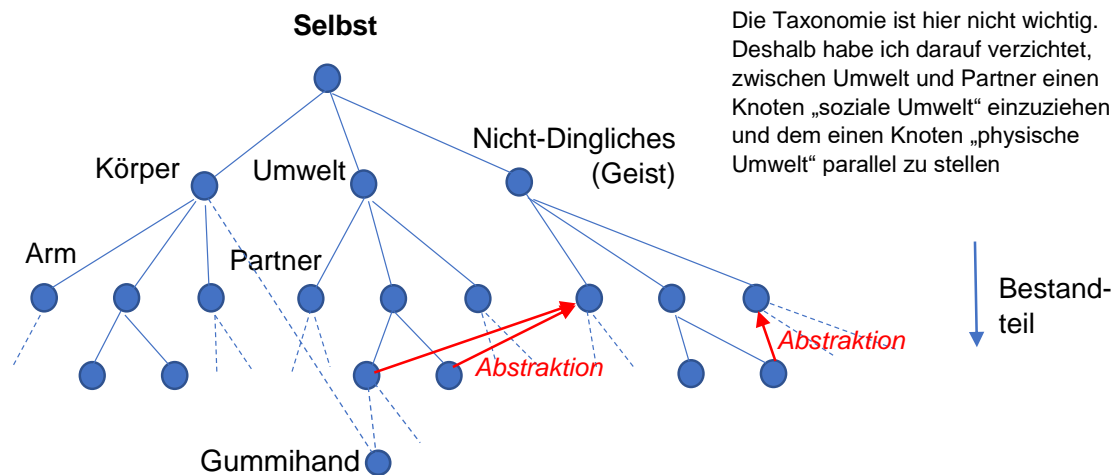 Selbst
Die Taxonomie ist hier nicht wichtig.
Deshalb habe ich darauf verzichtet,
zwischen Umwelt und Partner einen
Knoten „soziale Umwelt“ einzuziehen
und dem einen Knoten „physische
Umwelt“ parallel zu stellen
Körper
Umwelt
Nicht-Dingliches
(Geist)
Arm
Partner
Bestand-
teil
Abstraktion
Abstraktion
Gummihand